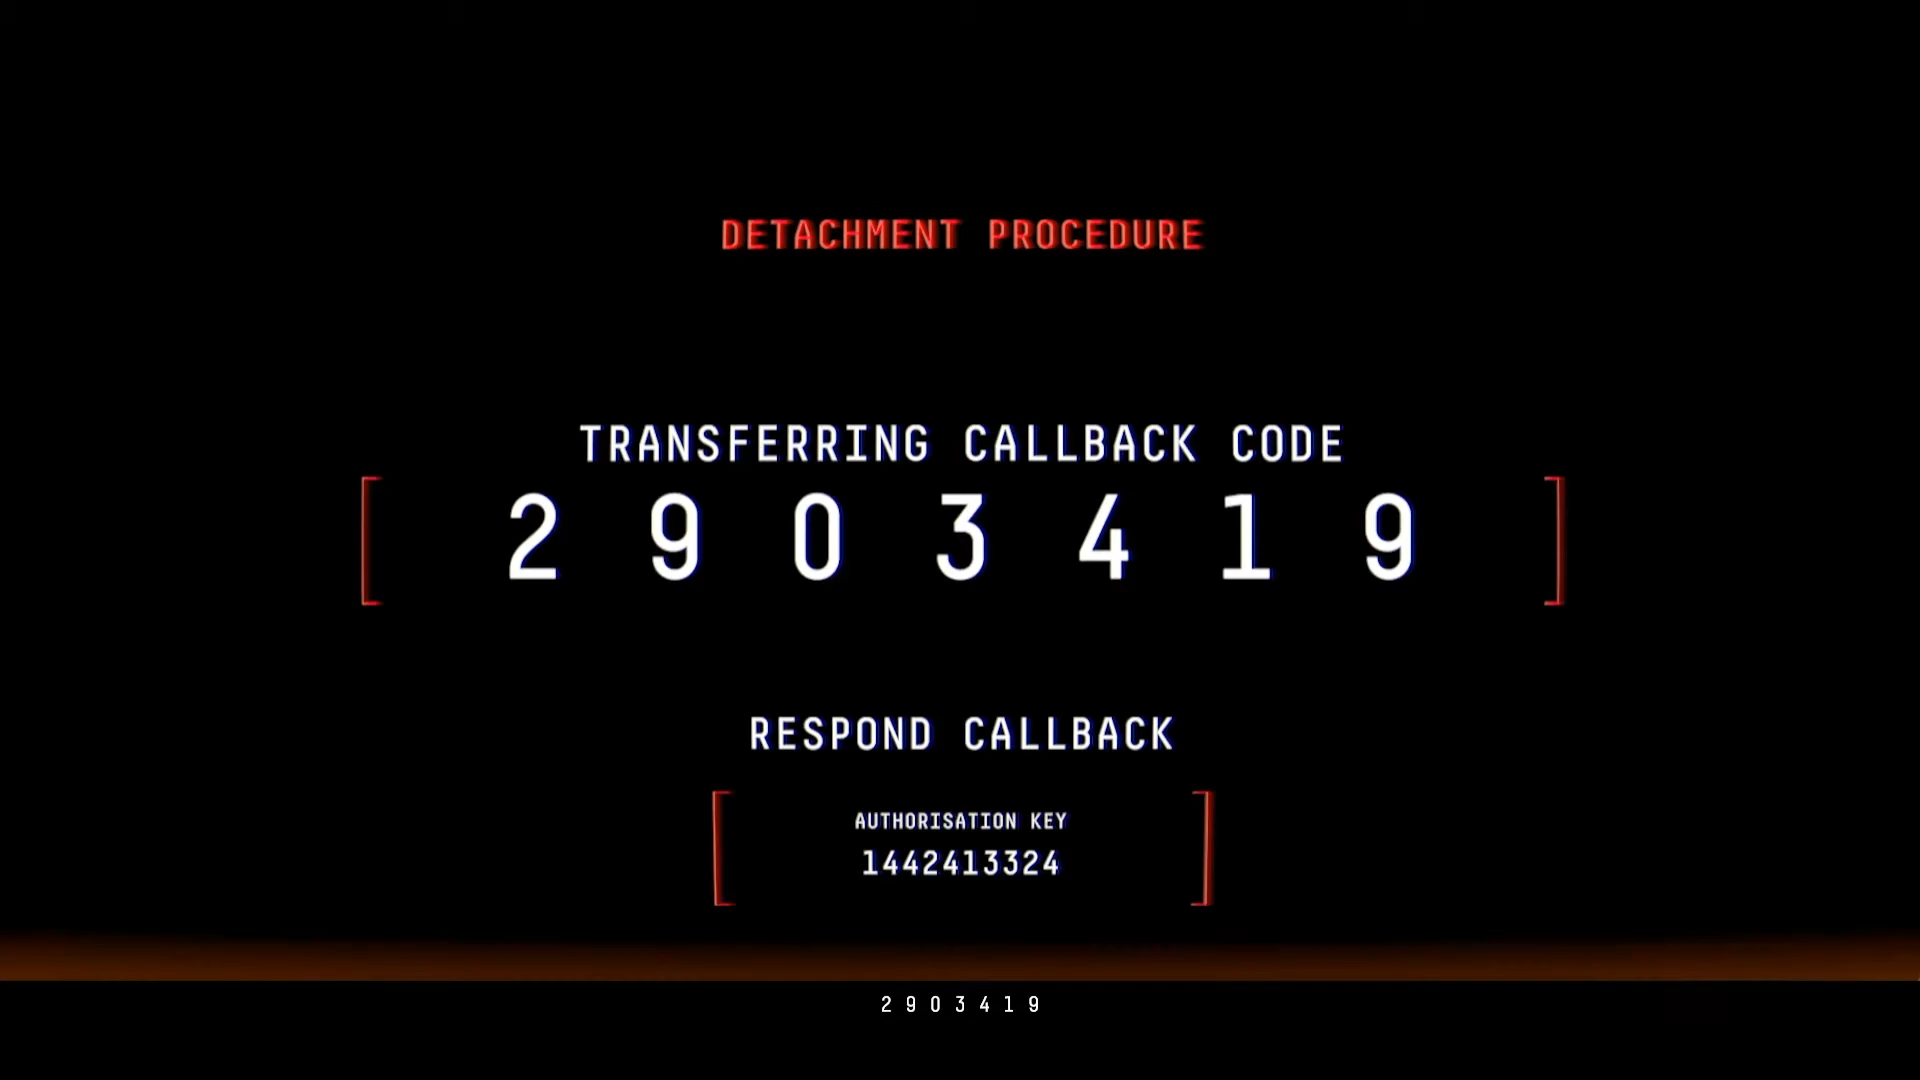 DETACHMENT PROCEDURE
TRANSFERRING CALLBACK CODE
2 9 0 3 4 1 9
RESPOND CALLBACK
AUTHORISATION KEY
1442413324
2 9 0 3 4 1 9